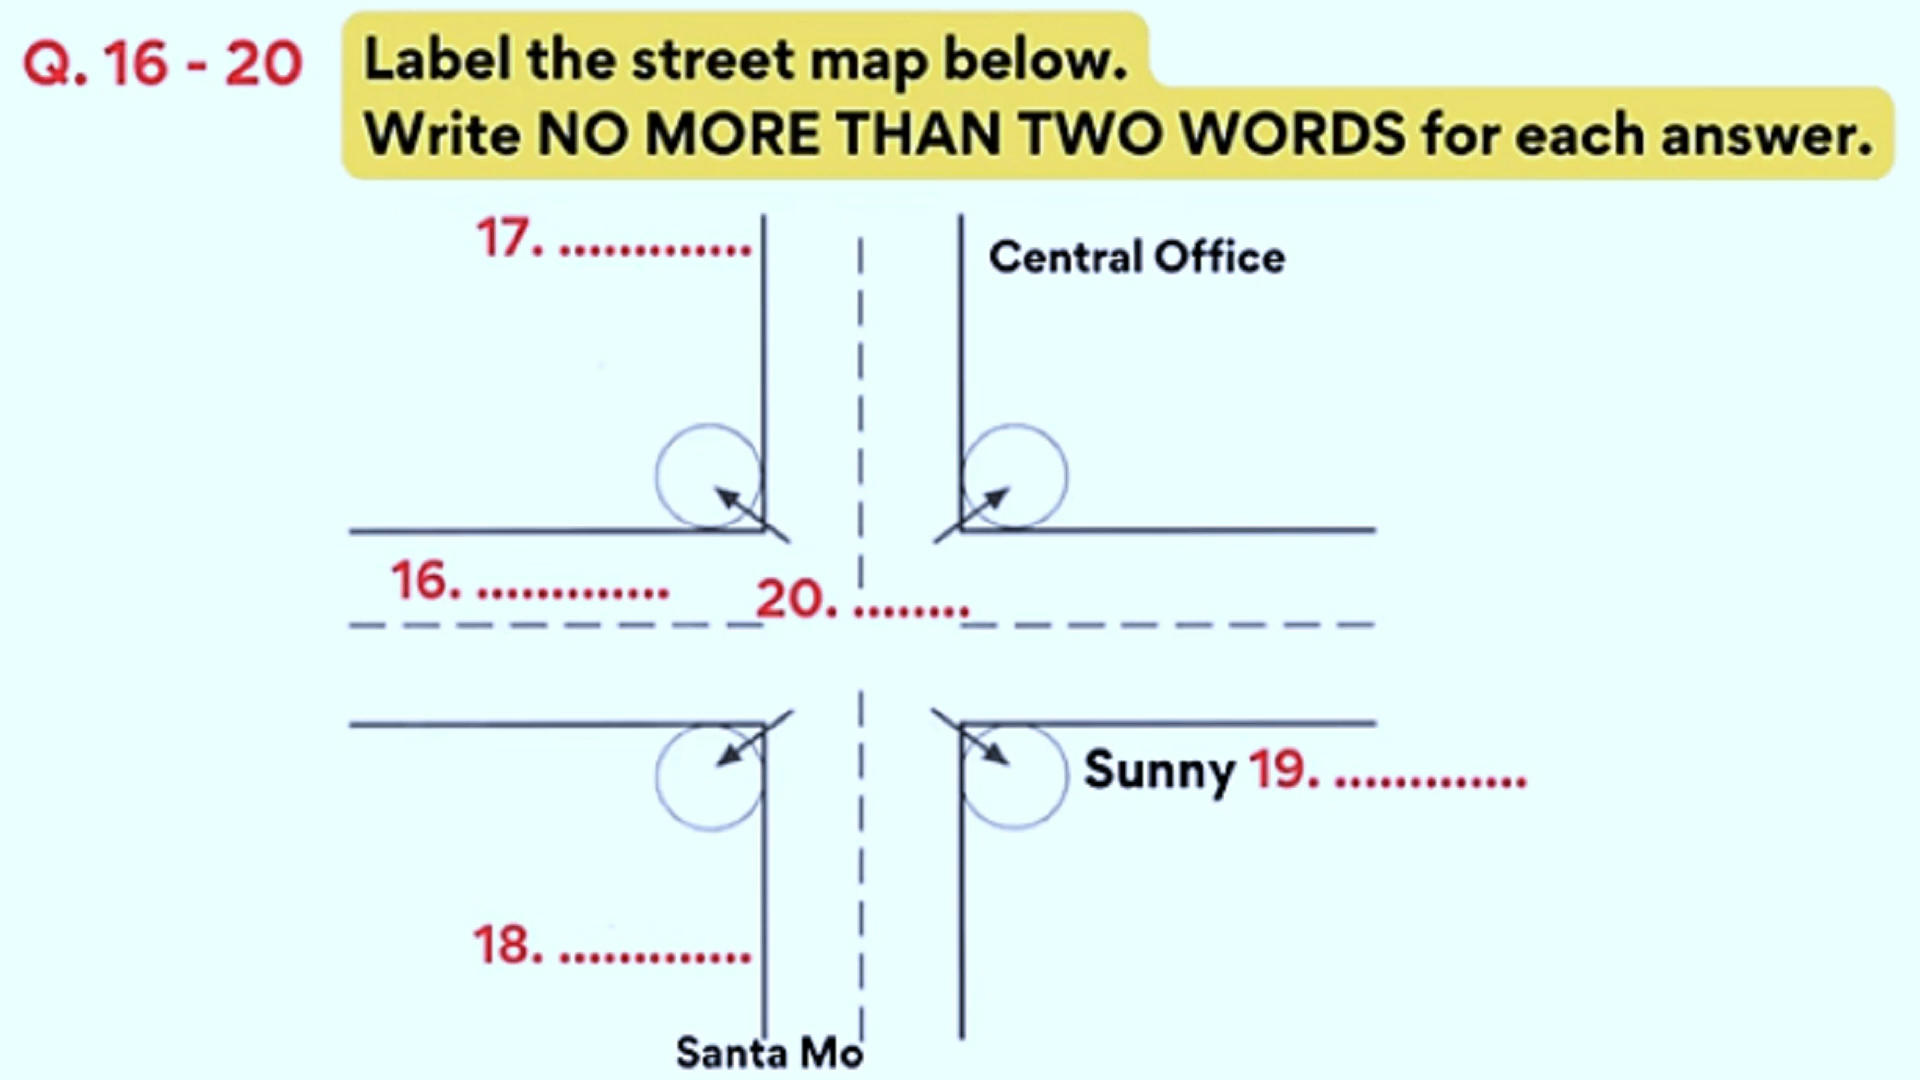 Q. 16 - 20
Label the street map below.
Write NO MORE THAN TWO WORDS for each answer.
17. .............
Central Office
16. .............
20. ........
Sunny 19. .............
18. .............
Santa Mo